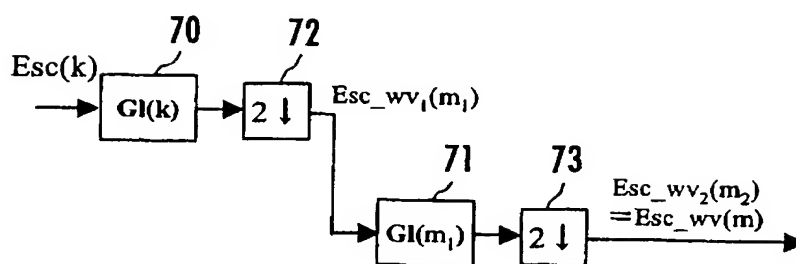 70
72
Esc(k)
Gl(k)
2 ↓
Esc_wv₁(m₁)
71
73
Gl(m₁)
2 ↓
Esc_wv₂(m₂)
=Esc_wv(m)